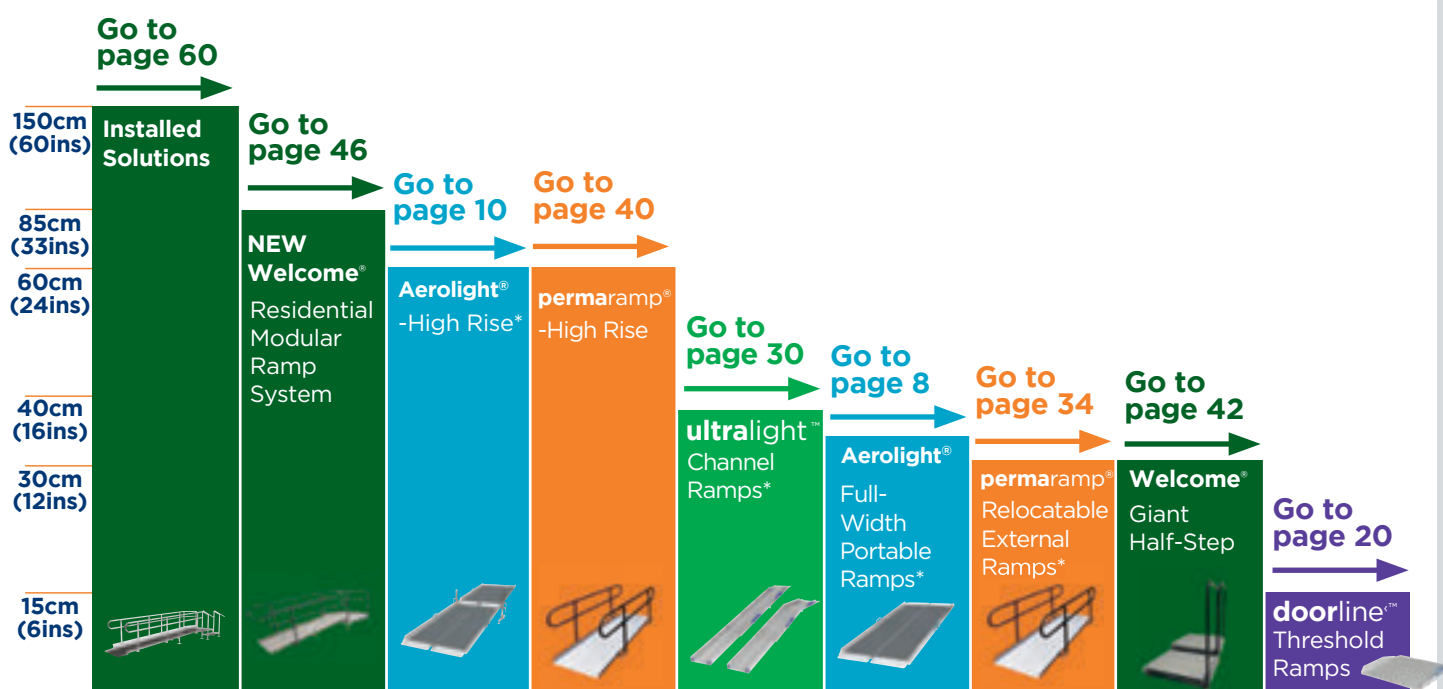 Go to
page 60
150cm
(60ins)
85cm
(33ins)
60cm
(24ins)
40cm
(16ins)
30cm
(12ins)
15cm
(6ins)
Installed
Solutions
Go to
page 46
NEW
Welcome®
Residential
Modular
Ramp
System
Go to
page 10
Aerolight®
-High Rise*
Go to
page 40
permaramp®
-High Rise
Go to
page 30
ultralight™
Channel
Ramps*
Go to
page 8
Aerolight®
Full-
Width
Portable
Ramps*
Go to
page 34
permaramp®
Relocatable
External
Ramps*
Go to
page 42
Welcome®
Giant
Half-Step
Go to
page 20
doorline™
Threshold
Ramps